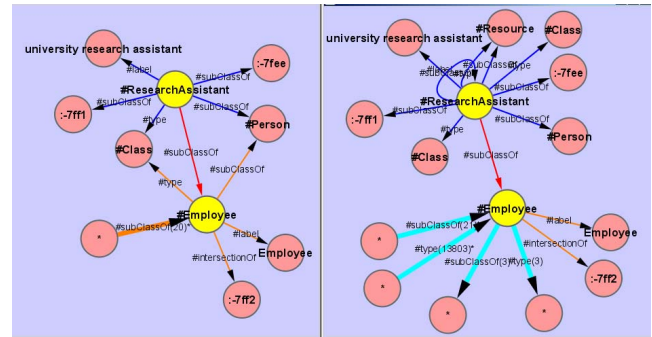 university research assistant
#label
#subClassOf
:-7fee
#ResearchAssistant
:-7ff1
#subClassOf
#subClassOf
#type
#Person
#Class
#subClassOf
#type
#Employee
*
#subClassOf(20)*
#label
Employee
#intersectionOf
:-7ff2
#Resource
#Class
university research assistant
#label
#subClassOf
#type
#subClassOf
:-7fee
#ResearchAssistant
:-7ff1
#subClassOf
#type
#subClassOf
#Person
#Class
#subClassOf
#Employee
#label
Employee
*
#type(13803)*
#intersectionOf
*
#subClassOf(3)*
#type(3)
:-7ff2
*
*